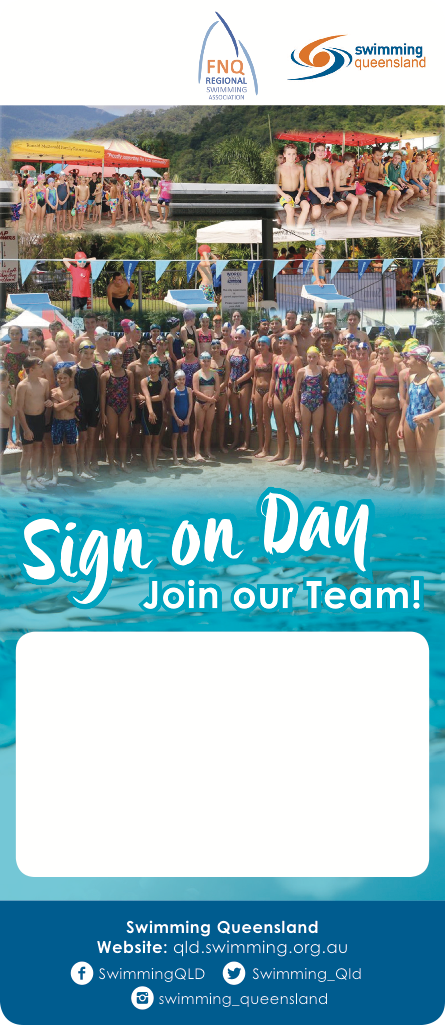 FNQ
REGIONAL
SWIMMING
ASSOCIATION
swimming
queensland
Sign on Day
Join our Team!
Swimming Queensland
Website: qld.swimming.org.au
SwimmingQLD Swimming_Qld
swimming_queensland